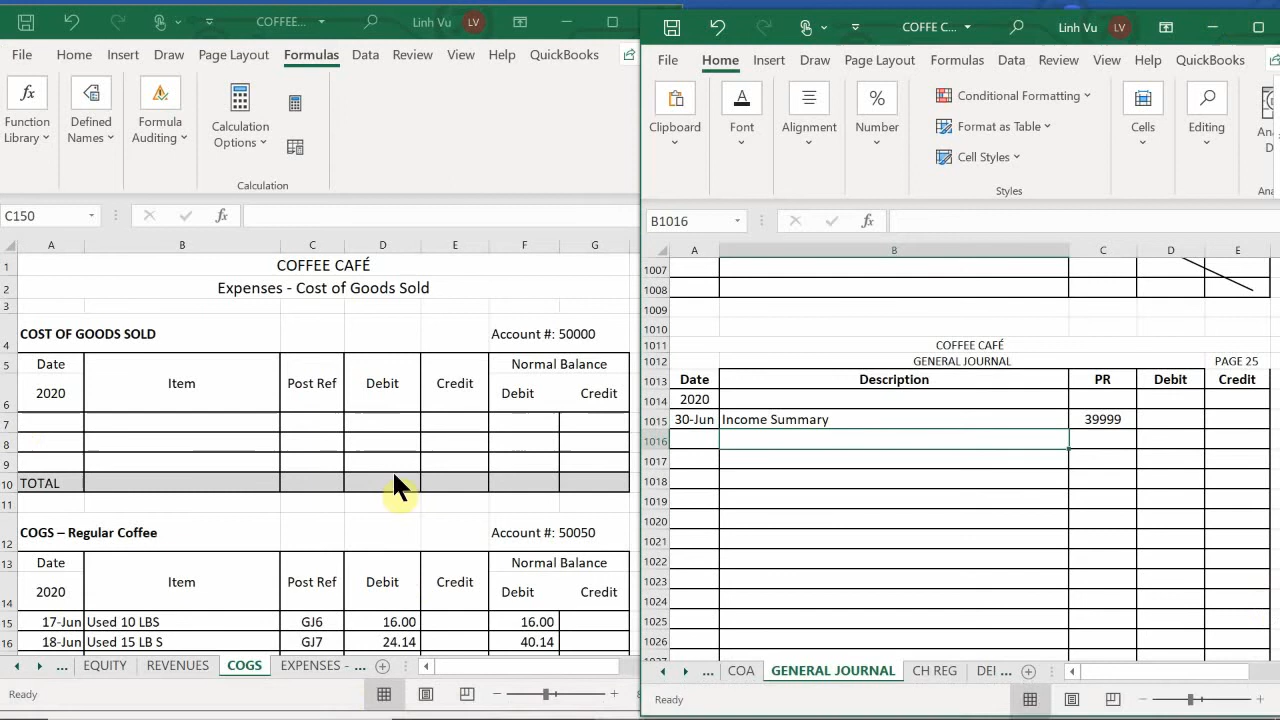 COFFEE...
Linh Vu
LV
File Home Insert Draw Page Layout Formulas Data Review View Help QuickBooks
Function Library
Defined Names
Formula Auditing
Calculation Options
Calculation
C150
fx
A B C D E F G
1 COFFEE CAFÉ
2 Expenses - Cost of Goods Sold
3
4 COST OF GOODS SOLD Account #: 50000
5 Date Item Post Ref Debit Credit Normal Balance
6 2020 Debit Credit
7
8
9
10 TOTAL
11
12 COGS – Regular Coffee Account #: 50050
13 Date Item Post Ref Debit Credit Normal Balance
14 2020 Debit Credit
15 17-Jun Used 10 LBS GJ6 16.00 16.00
16 18-Jun Used 15 LB S GJ7 24.14 40.14
... EQUITY REVENUES COGS EXPENSES - ...
Ready
COFFE C...
Linh Vu
LV
File Home Insert Draw Page Layout Formulas Data Review View Help QuickBooks
Clipboard
Font
Alignment
Number
Conditional Formatting
Format as Table
Cell Styles
Styles
Cells
Editing
B1016
fx
A B C D E
1007
1008
1009
1010
1011 COFFEE CAFÉ
1012 GENERAL JOURNAL PAGE 25
1013 Date Description PR Debit Credit
1014 2020
1015 30-Jun Income Summary 39999
1016
1017
1018
1019
1020
1021
1022
1023
1024
1025
1026
... COA GENERAL JOURNAL CH REG DEI ...
Ready